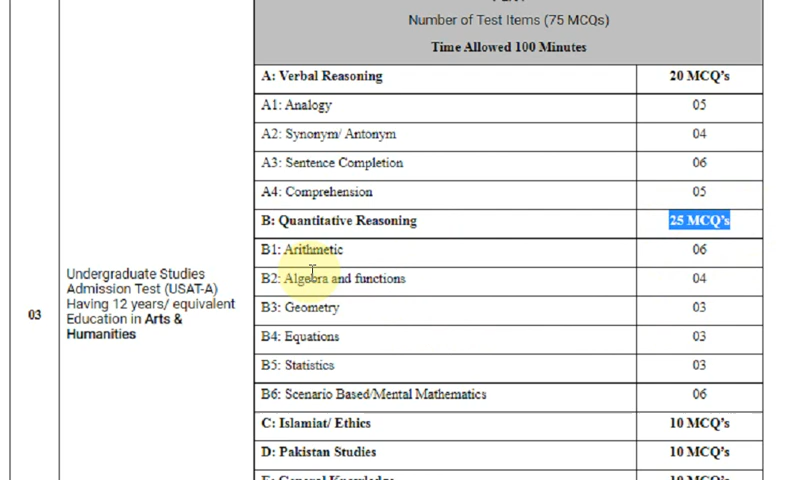 Number of Test Items (75 MCQs)
Time Allowed 100 Minutes
A: Verbal Reasoning 20 MCQ's
A1: Analogy 05
A2: Synonym/ Antonym 04
A3: Sentence Completion 06
A4: Comprehension 05
B: Quantitative Reasoning 25 MCQ's
B1: Arithmetic 06
B2: Algebra and functions 04
B3: Geometry 03
B4: Equations 03
B5: Statistics 03
B6: Scenario Based/Mental Mathematics 06
C: Islamiat/ Ethics 10 MCQ's
D: Pakistan Studies 10 MCQ's
E: General Knowledge 10 MCQ's
03
Undergraduate Studies
Admission Test (USAT-A)
Having 12 years/ equivalent
Education in Arts &
Humanities